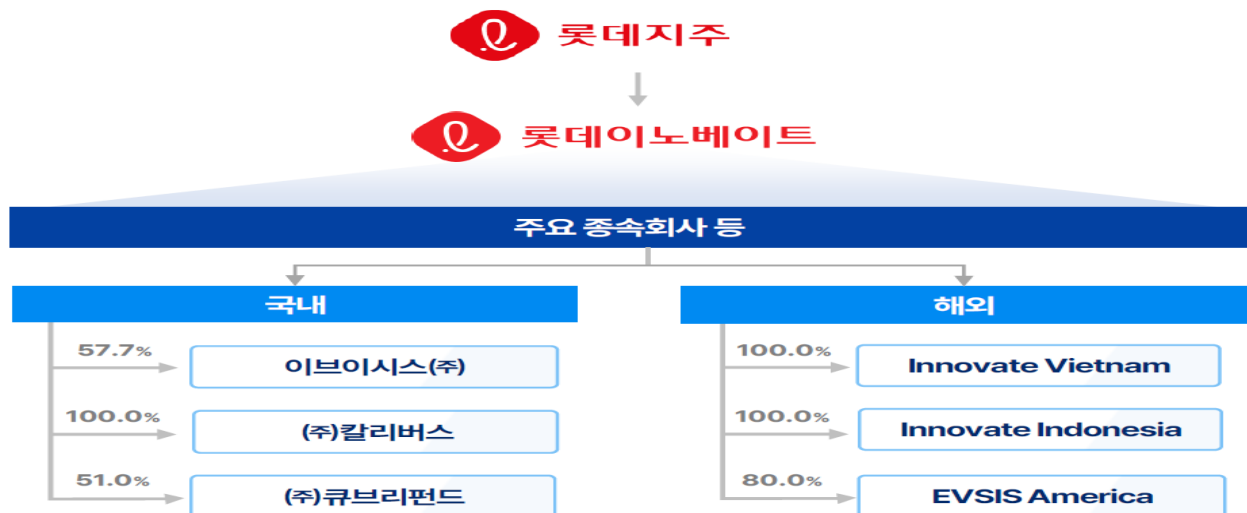 롯데지주
롯데이노베이트
주요 종속회사 등
국내
57.7%
이브이시스(주)
100.0%
(주)칼리버스
51.0%
(주)큐브리펀드
해외
100.0%
Innovate Vietnam
100.0%
Innovate Indonesia
80.0%
EVSIS America